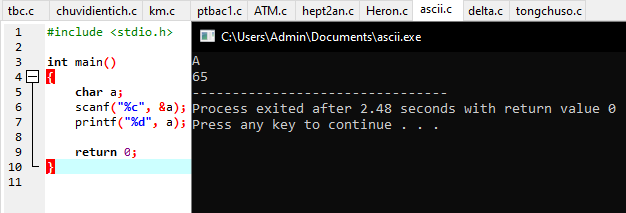 tbc.c chuvidientich.c km.c ptbac1.c ATM.c hept2an.c Heron.c ascii.c delta.c tongchuso.c
1 #include <stdio.h>
2
3 int main()
4 {
5 char a;
6 scanf("%c", &a);
7 printf("%d", a);
8
9 return 0;
10 }
11
C:\Users\Admin\Documents\ascii.exe
A
65
--------------------------------
Process exited after 2.48 seconds with return value 0
Press any key to continue . . .